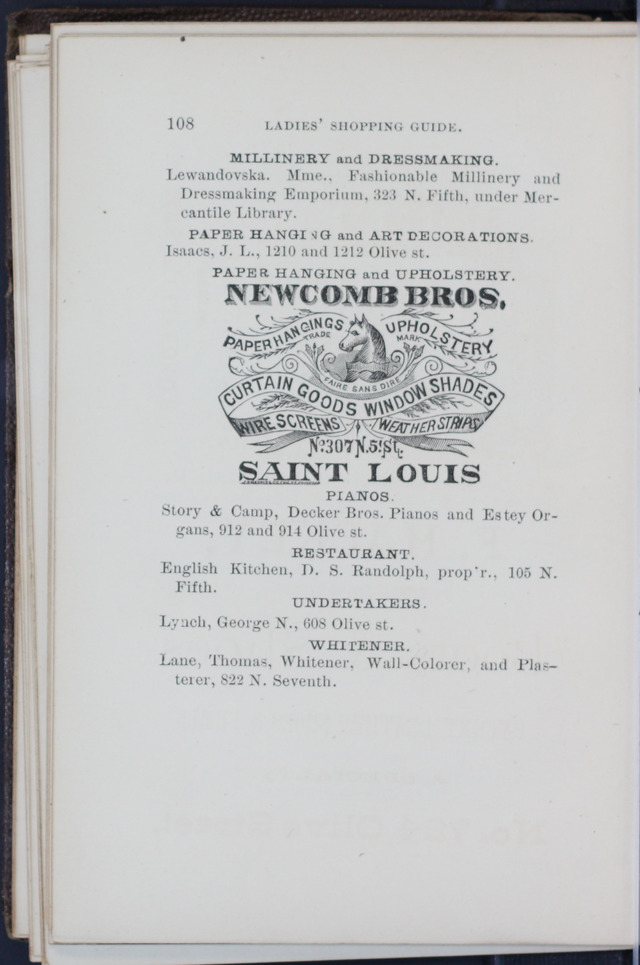 108 LADIES' SHOPPING GUIDE.
MILLINERY and DRESSMAKING.
Lewandovska. Mme., Fashionable Millinery and
Dressmaking Emporium, 323 N. Fifth, under Mer-
cantile Library.
PAPER HANGING and ART DECORATIONS.
Isaacs, J. L., 1210 and 1212 Olive st.
PAPER HANGING and UPHOLSTERY.
NEWCOMB BROS.
PAPER HANGINGS UPHOLSTERY
TRADE MARK
FAIRE SANS DIRE
CURTAIN GOODS WINDOW SHADES
WIRE SCREENS WEATHER STRIPS
No. 307 N. 5th St.
SAINT LOUIS
PIANOS.
Story & Camp, Decker Bros. Pianos and Estey Or-
gans, 912 and 914 Olive st.
RESTAURANT.
English Kitchen, D. S. Randolph, prop'r., 105 N.
Fifth.
UNDERTAKERS.
Lynch, George N., 608 Olive st.
WHITENER.
Lane, Thomas, Whitener, Wall-Colorer, and Plas-
terer, 822 N. Seventh.